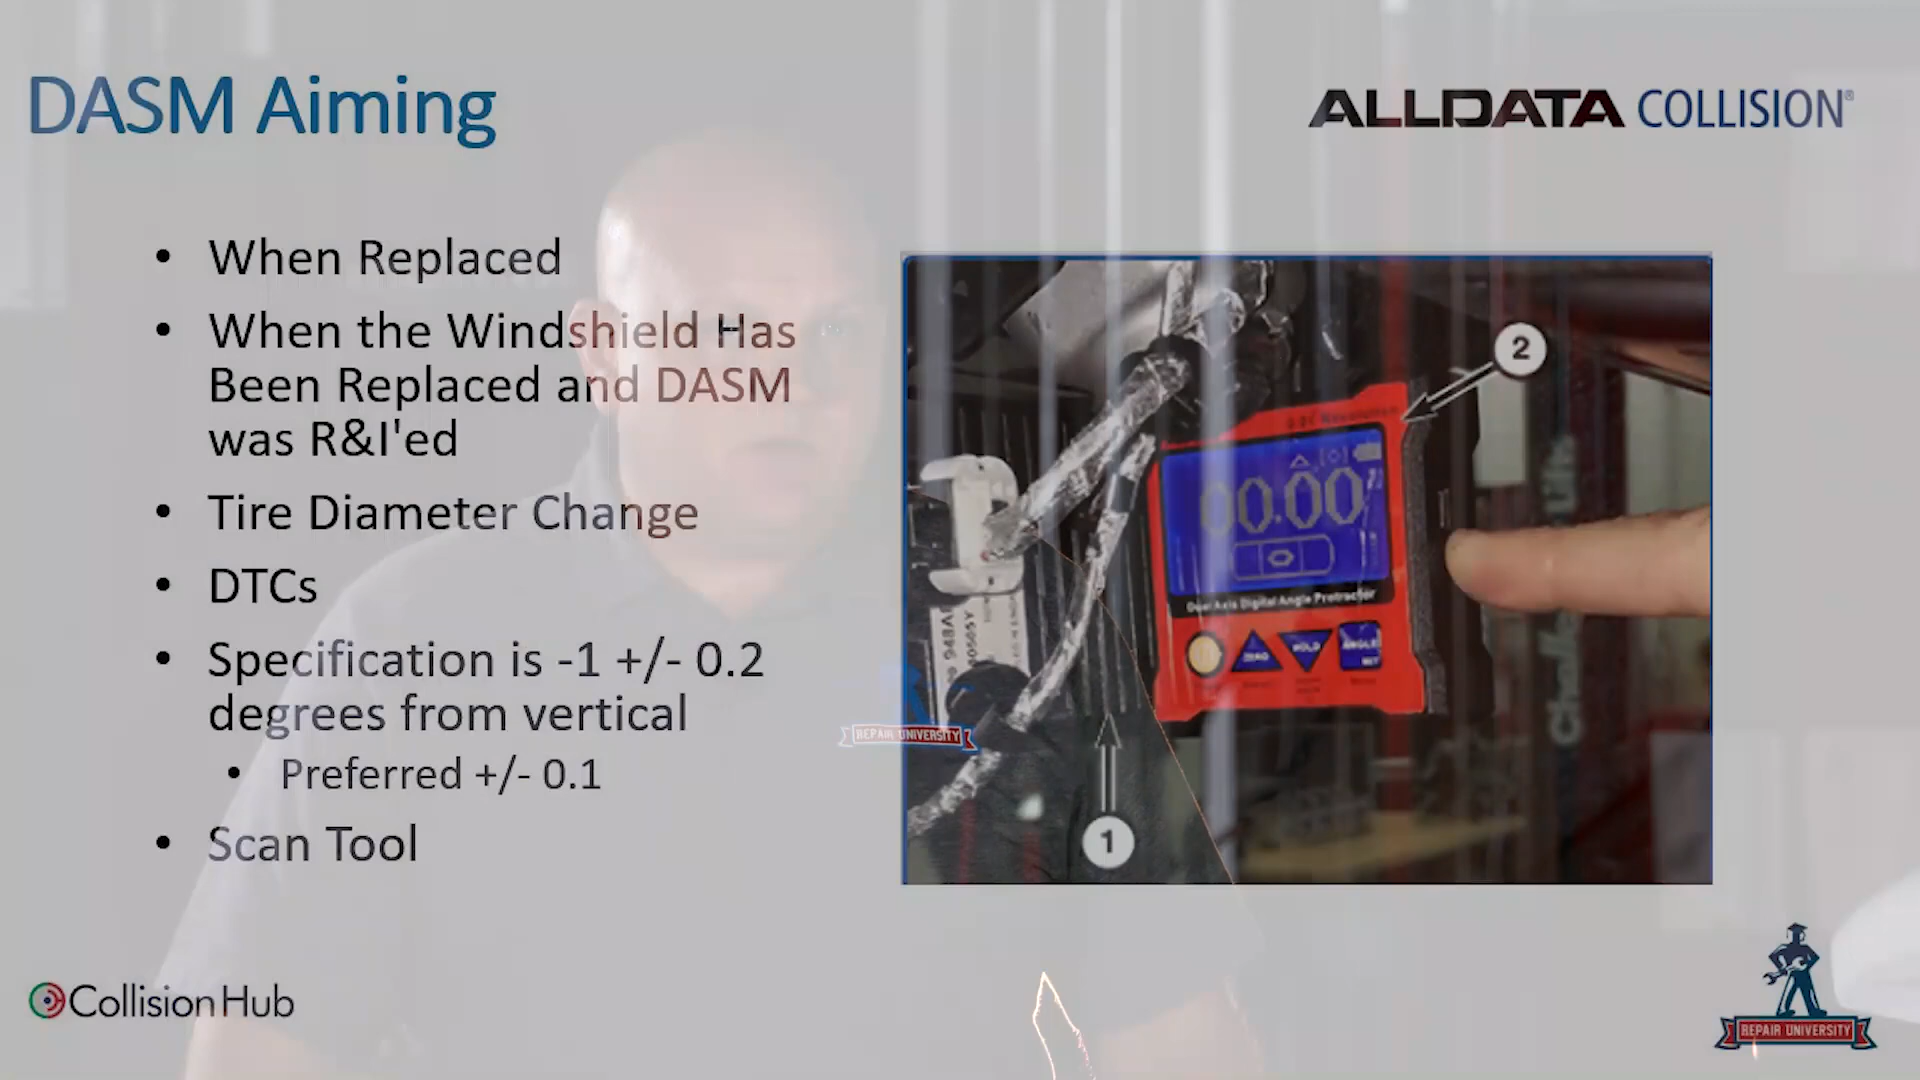 DASM Aiming
ALLDATA COLLISION®
• When Replaced
• When the Windshield Has
Been Replaced and DASM
was R&I'ed
• Tire Diameter Change
• DTCs
• Specification is -1 +/- 0.2
degrees from vertical
• Preferred +/- 0.1
• Scan Tool
2
00.00
Dual Axis Digital Angle Protractor
ZERO
HOLD
ANGLE
1
REPAIR UNIVERSITY
CollisionHub
REPAIR UNIVERSITY